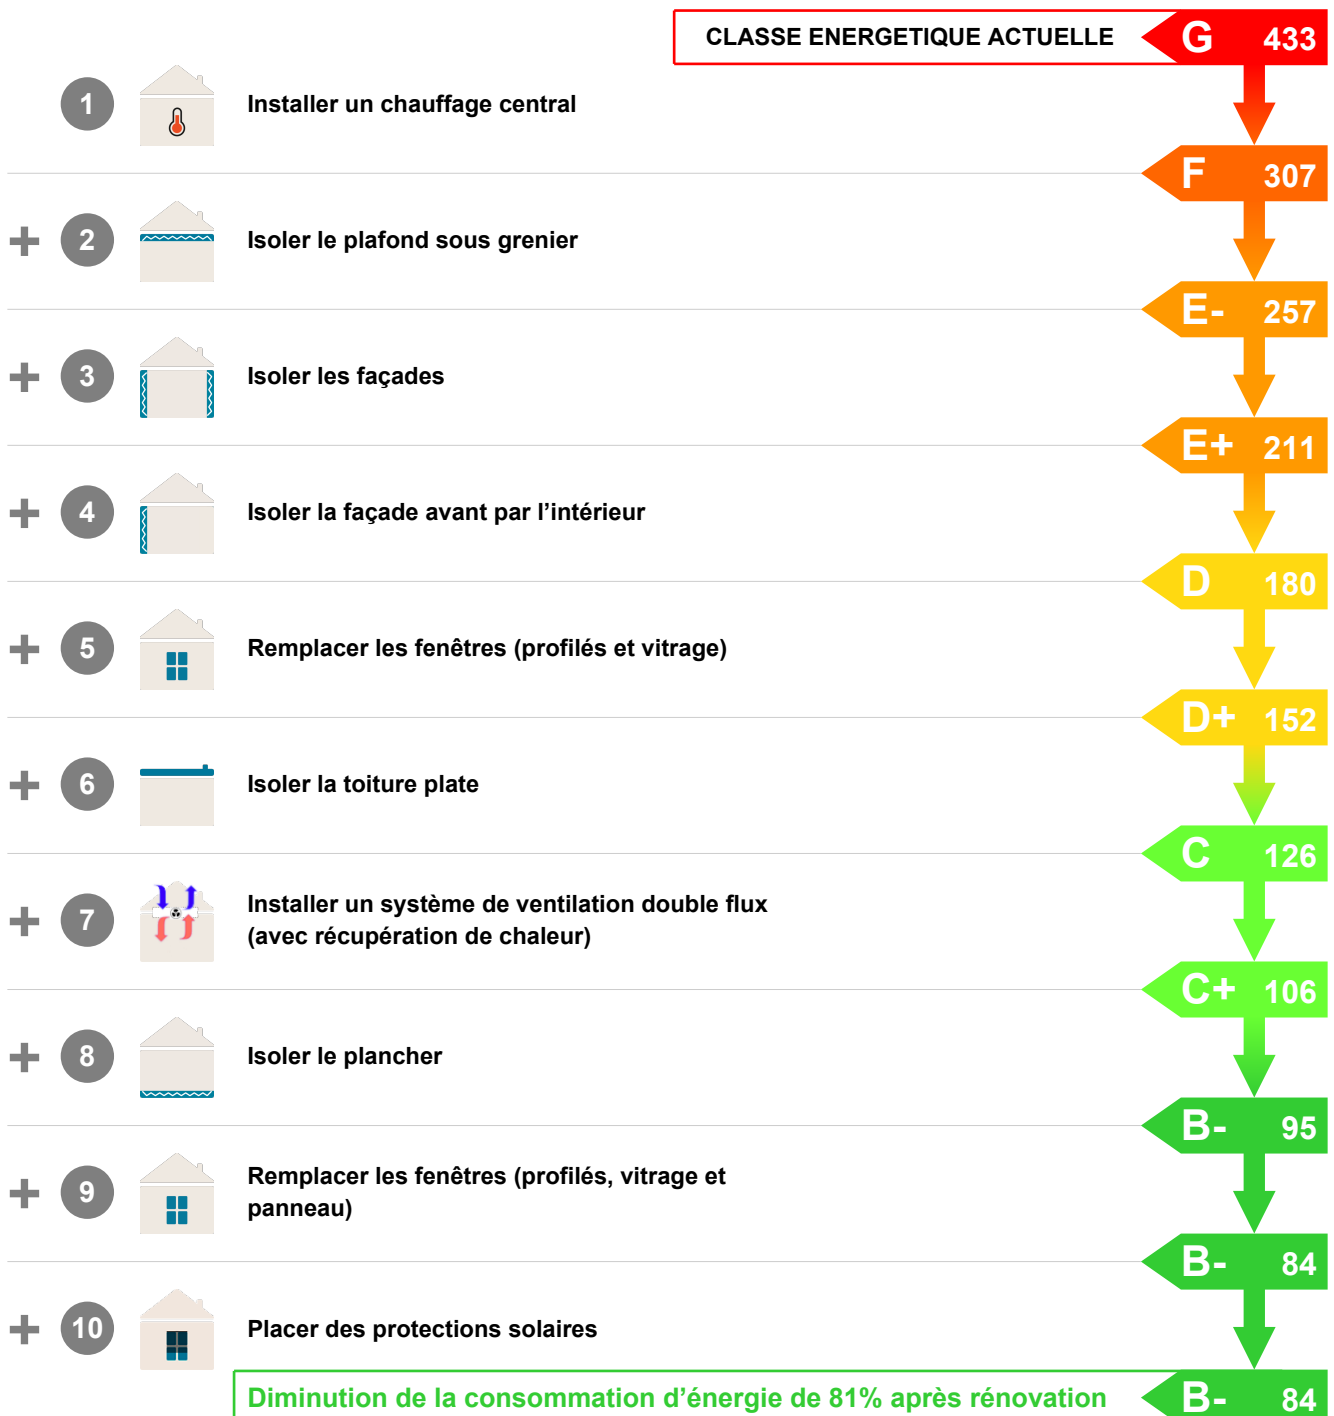 CLASSE ENERGETIQUE ACTUELLE G 433
1 Installer un chauffage central
F 307
+ 2 Isoler le plafond sous grenier
E- 257
+ 3 Isoler les façades
E+ 211
+ 4 Isoler la façade avant par l’intérieur
D 180
+ 5 Remplacer les fenêtres (profilés et vitrage)
D+ 152
+ 6 Isoler la toiture plate
C 126
+ 7 Installer un système de ventilation double flux
(avec récupération de chaleur)
C+ 106
+ 8 Isoler le plancher
B- 95
+ 9 Remplacer les fenêtres (profilés, vitrage et
panneau)
B- 84
+ 10 Placer des protections solaires
Diminution de la consommation d’énergie de 81% après rénovation B- 84